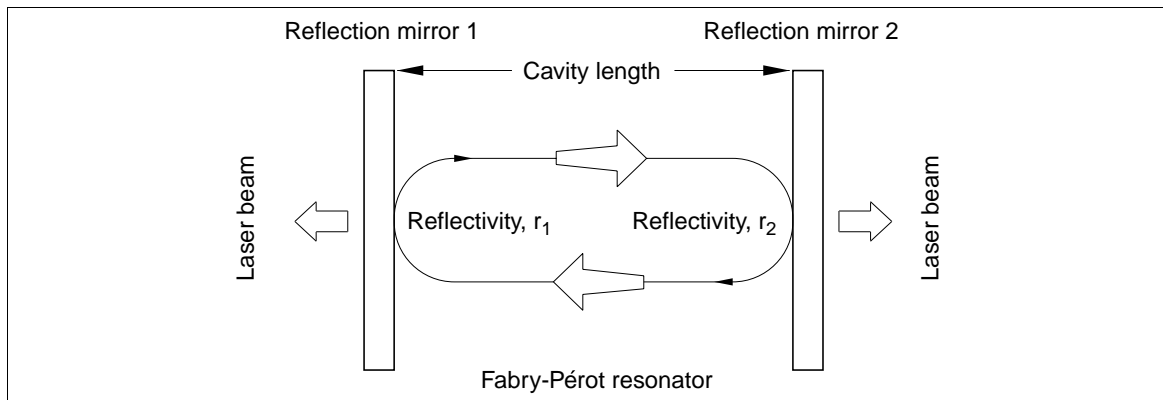 Reflection mirror 1
Reflection mirror 2
Cavity length
Laser beam
Reflectivity, r1
Reflectivity, r2
Laser beam
Fabry-Pérot resonator